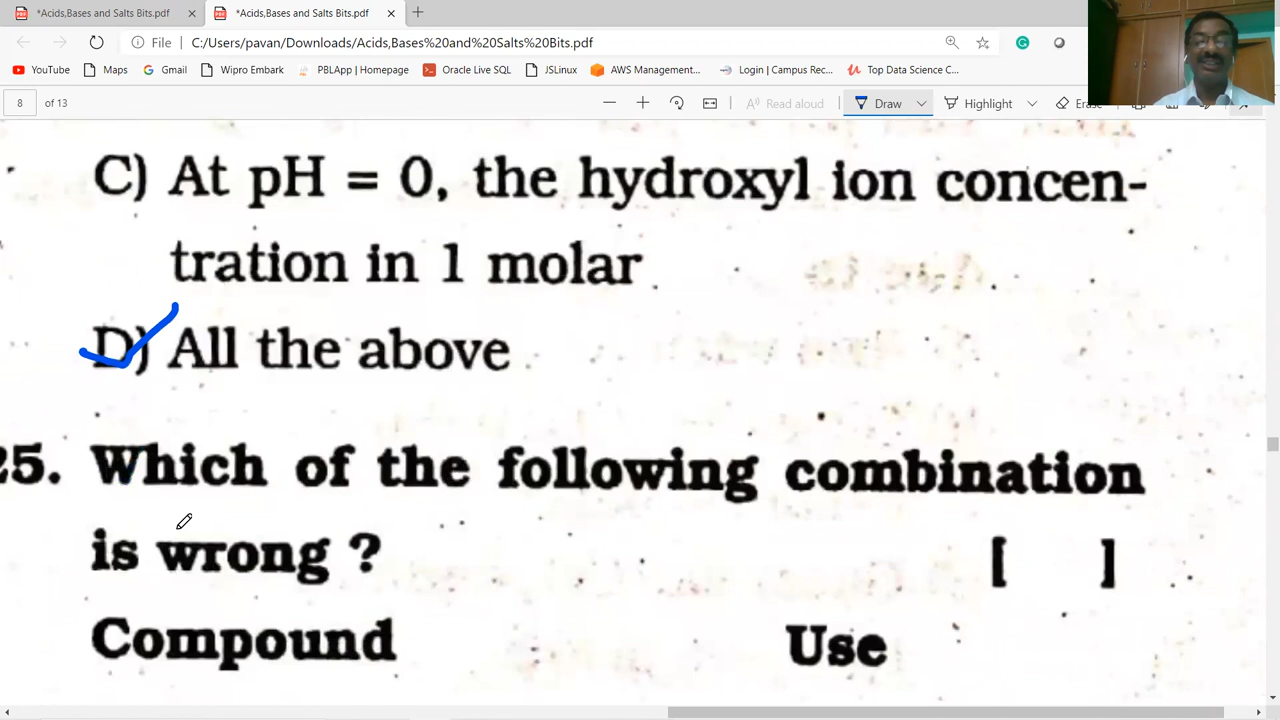 *Acids,Bases and Salts Bits.pdf
*Acids,Bases and Salts Bits.pdf
File C:/Users/pavan/Downloads/Acids,Bases%20and%20Salts%20Bits.pdf
YouTube Maps Gmail Wipro Embark PBLApp | Homepage Oracle Live SQL JSLinux AWS Management... Login | Campus Rec... Top Data Science C...
8 of 13 Read aloud Draw Highlight
C) At pH = 0, the hydroxyl ion concen-
tration in 1 molar
D) All the above
25. Which of the following combination
is wrong ? [ ]
Compound Use